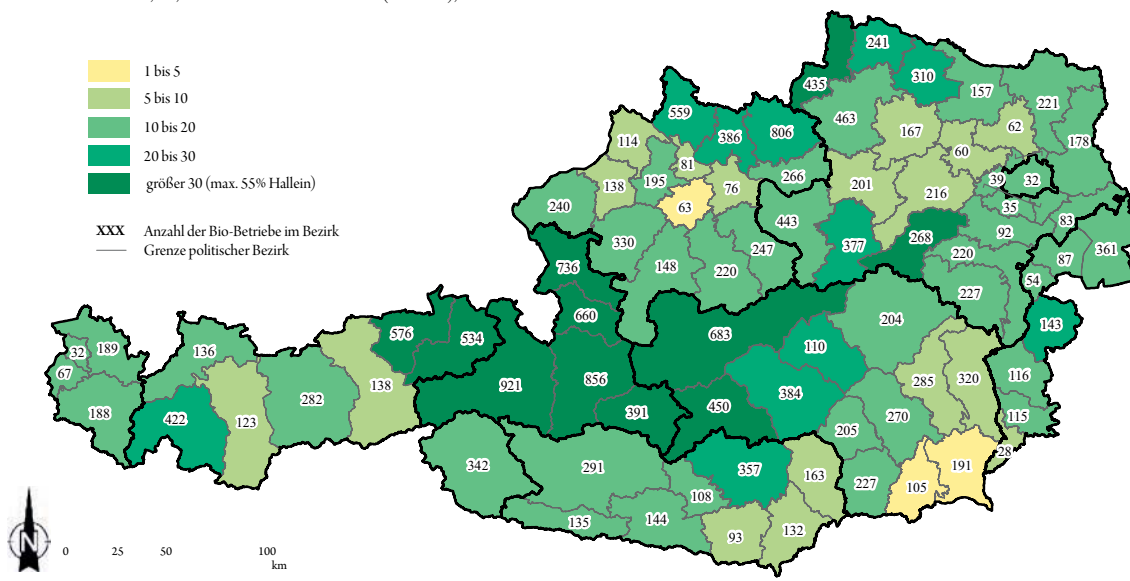 1 bis 5
5 bis 10
10 bis 20
20 bis 30
größer 30 (max. 55% Hallein)
XXX Anzahl der Bio-Betriebe im Bezirk
Grenze politischer Bezirk
241
435 310
157 221
559
463
806
386 167 62
114
178
81 60
195 266
138 76 201 39 32
216
240 63 35
443 83
330 268 92 361
377
247 220 87
736 148 220
54
227
660
204 143
576 534 683
189 136 110
32
67 138 320 116
921 856 285
188 422 123 282 391 450 384 270 115
205
28
342 291 357 163 191
108 227 105
135 144 93 132
N
0 25 50 100
km